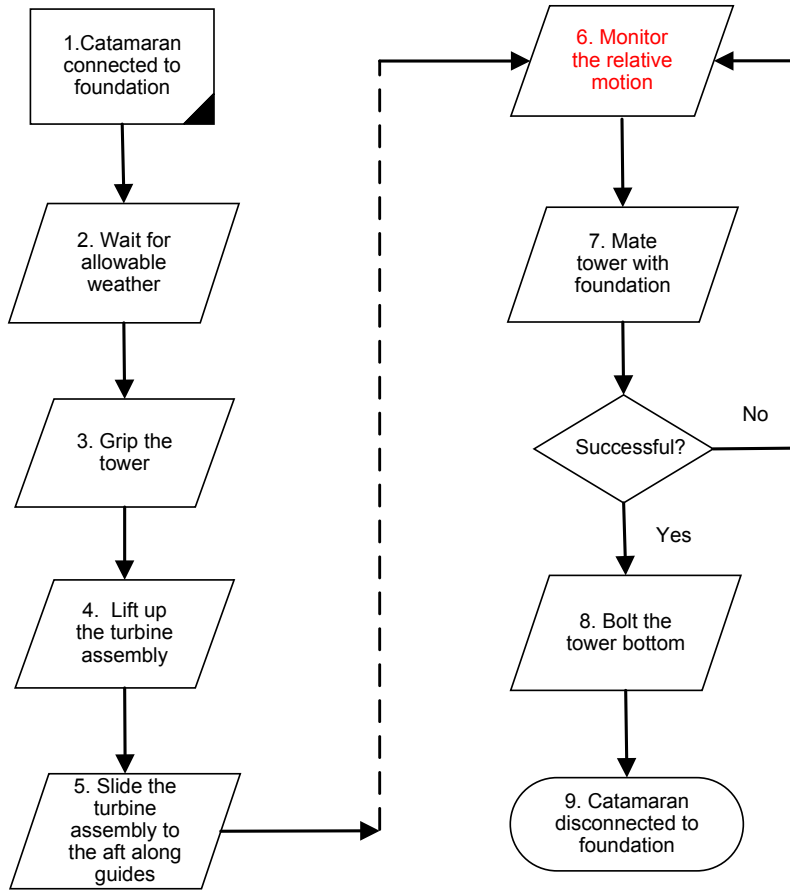 1.Catamaran
connected to
foundation
2. Wait for
allowable
weather
3. Grip the
tower
4. Lift up
the turbine
assembly
5. Slide the
turbine
assembly to
the aft along
guides
6. Monitor
the relative
motion
7. Mate
tower with
foundation
Successful?
No
Yes
8. Bolt the
tower bottom
9. Catamaran
disconnected to
foundation